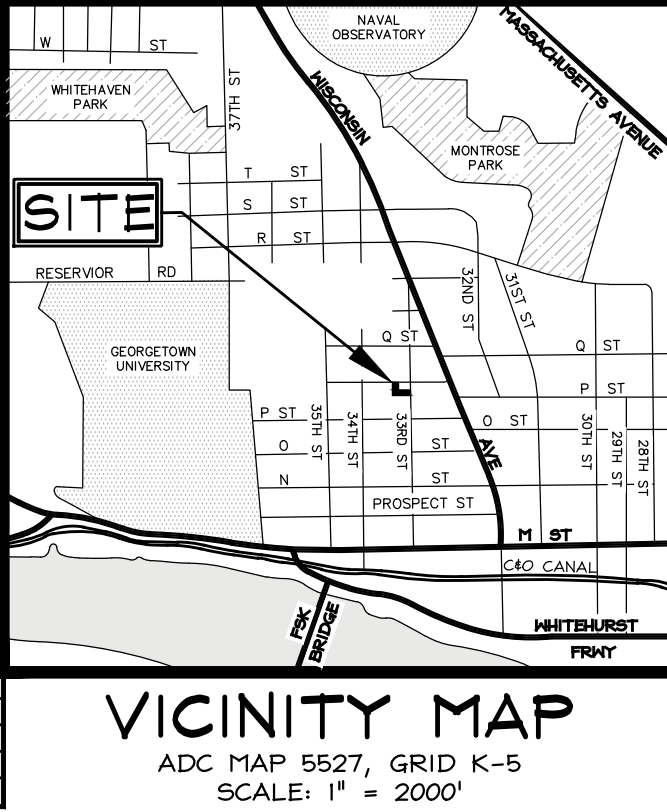 NAVAL
OBSERVATORY
MASSACHUSETTS AVENUE
W ST
WHITEHAVEN
PARK
37TH ST
WISCONSIN
MONTROSE
PARK
T ST
SITE
S ST
R ST
RESERVIOR RD
32ND ST
31ST ST
GEORGETOWN
UNIVERSITY
Q ST
Q ST
P ST
P ST
35TH ST
34TH ST
33RD ST
O ST
30TH ST
29TH ST
28TH ST
O ST
AVE
N ST
PROSPECT ST
M ST
C&O CANAL
FSK
BRIDGE
WHITEHURST
FRWY
VICINITY MAP
ADC MAP 5527, GRID K-5
SCALE: 1" = 2000'